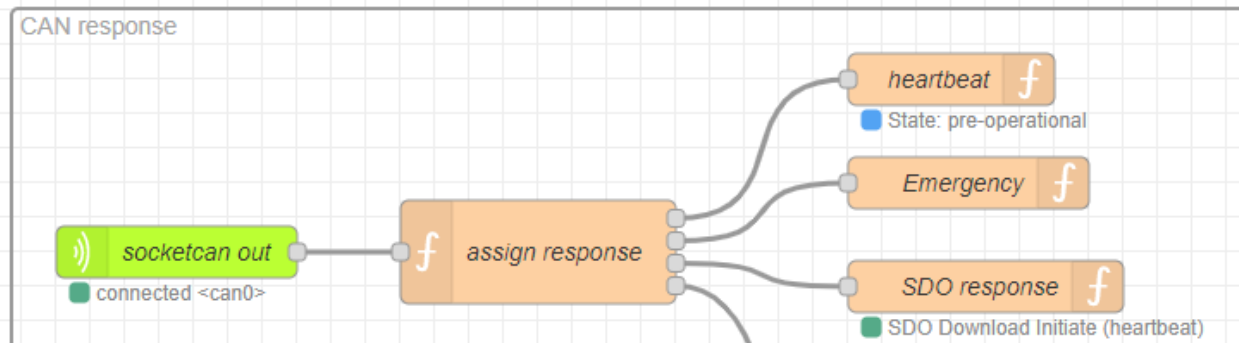 CAN response
heartbeat
State: pre-operational
Emergency
socketcan out
connected <can0>
assign response
SDO response
SDO Download Initiate (heartbeat)